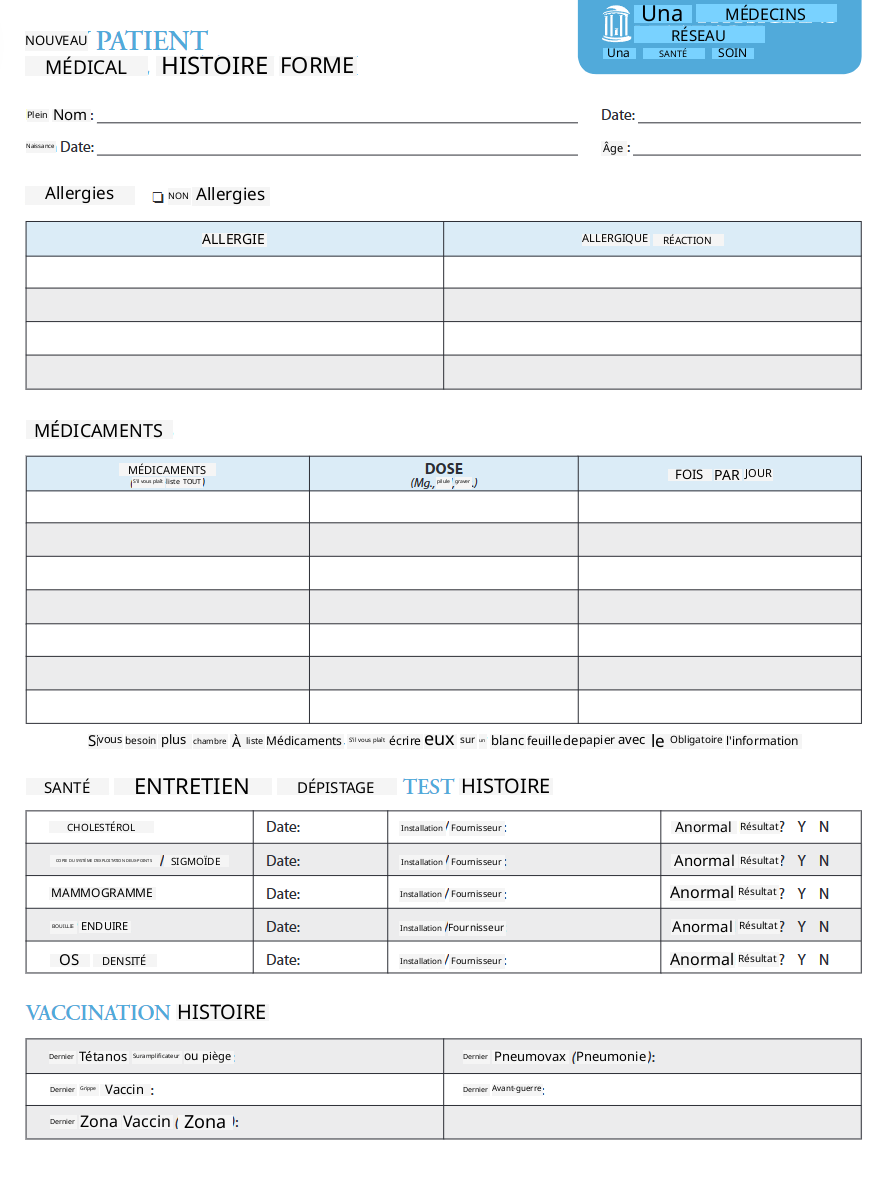 Una MÉDECINS
RÉSEAU
Una SANTÉ SOIN
NOUVEAU PATIENT
MÉDICAL HISTOIRE FORME
Plein Nom : Date:
Naissance Date: Âge :
Allergies ❏ NON Allergies
ALLERGIE ALLERGIQUE RÉACTION
MÉDICAMENTS
MÉDICAMENTS DOSE FOIS PAR JOUR
(S'il vous plaît liste TOUT) (Mg., pilule, graver.)
Si vous besoin plus chambre À liste Médicaments. S'il vous plaît écrire eux sur un blanc feuille de papier avec le Obligatoire l'information
SANTÉ ENTRETIEN DÉPISTAGE TEST HISTOIRE
CHOLESTÉROL Date: Installation / Fournisseur : Anormal Résultat? Y N
/ SIGMOÏDE Date: Installation / Fournisseur : Anormal Résultat? Y N
MAMMOGRAMME Date: Installation / Fournisseur : Anormal Résultat? Y N
BOUILLIE ENDUIRE Date: Installation /Fournisseur Anormal Résultat? Y N
OS DENSITÉ Date: Installation / Fournisseur : Anormal Résultat? Y N
VACCINATION HISTOIRE
Dernier Tétanos Suramplificateur ou piège : Dernier Pneumovax (Pneumonie):
Dernier Grippe Vaccin : Dernier Avant-guerre:
Dernier Zona Vaccin ( Zona ):